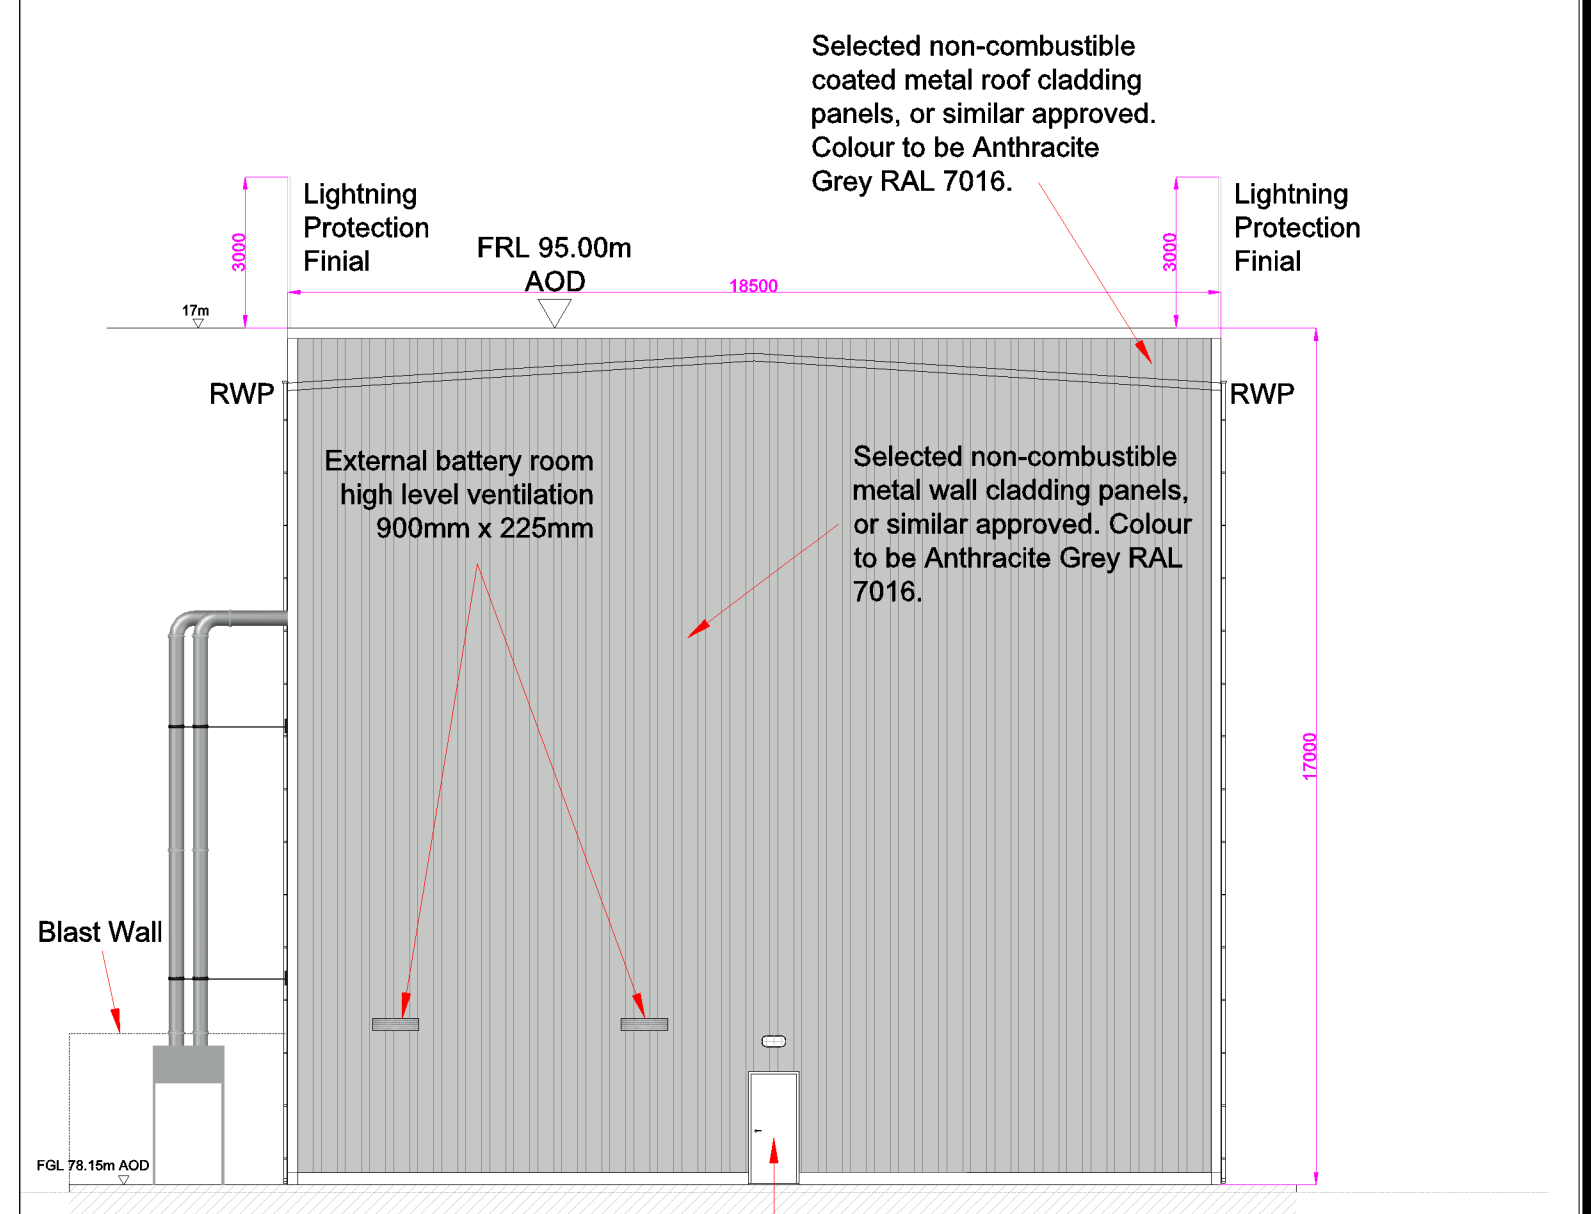 Selected non-combustible
coated metal roof cladding
panels, or similar approved.
Colour to be Anthracite
Grey RAL 7016.
Lightning
Protection
Finial
3000
FRL 95.00m
AOD
18500
3000
Lightning
Protection
Finial
17m
RWP
RWP
External battery room
high level ventilation
900mm x 225mm
Selected non-combustible
metal wall cladding panels,
or similar approved. Colour
to be Anthracite Grey RAL
7016.
17000
Blast Wall
FGL 78.15m AOD